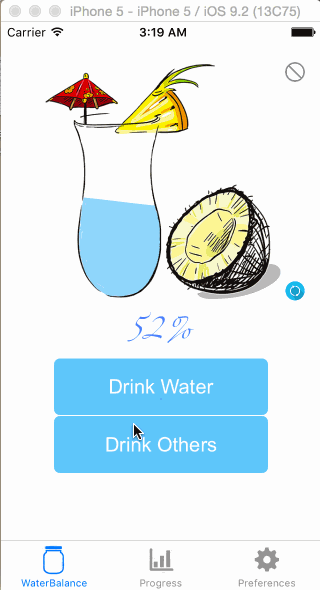 iPhone 5 - iPhone 5 / iOS 9.2 (13C75)
Carrier 3:19 AM
52%
Drink Water
Drink Others
WaterBalance Progress Preferences